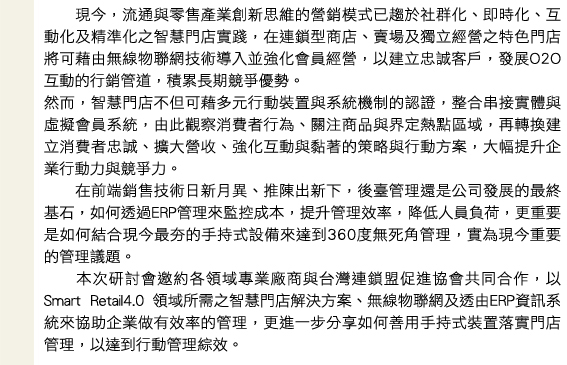 現今，流通與零售產業創新思維的營銷模式已趨於社群化、即時化、互
動化及精準化之智慧門店實踐，在連鎖型商店、賣場及獨立經營之特色門店
將可藉由無線物聯網技術導入並強化會員經營，以建立忠誠客戶，發展O2O
互動的行銷管道，積累長期競爭優勢。
然而，智慧門店不但可藉多元行動裝置與系統機制的認證，整合串接實體與
虛擬會員系統，由此觀察消費者行為、關注商品與界定熱點區域，再轉換建
立消費者忠誠、擴大營收、強化互動與黏著的策略與行動方案，大幅提升企
業行動力與競爭力。
在前端銷售技術日新月異、推陳出新下，後臺管理還是公司發展的最終
基石，如何透過ERP管理來監控成本，提升管理效率，降低人員負荷，更重要
是如何結合現今最夯的手持式設備來達到360度無死角管理，實為現今重要
的管理議題。
本次研討會邀約各領域專業廠商與台灣連鎖盟促進協會共同合作，以
Smart Retail4.0 領域所需之智慧門店解決方案、無線物聯網及透由ERP資訊系
統來協助企業做有效率的管理，更進一步分享如何善用手持式裝置落實門店
管理，以達到行動管理綜效。